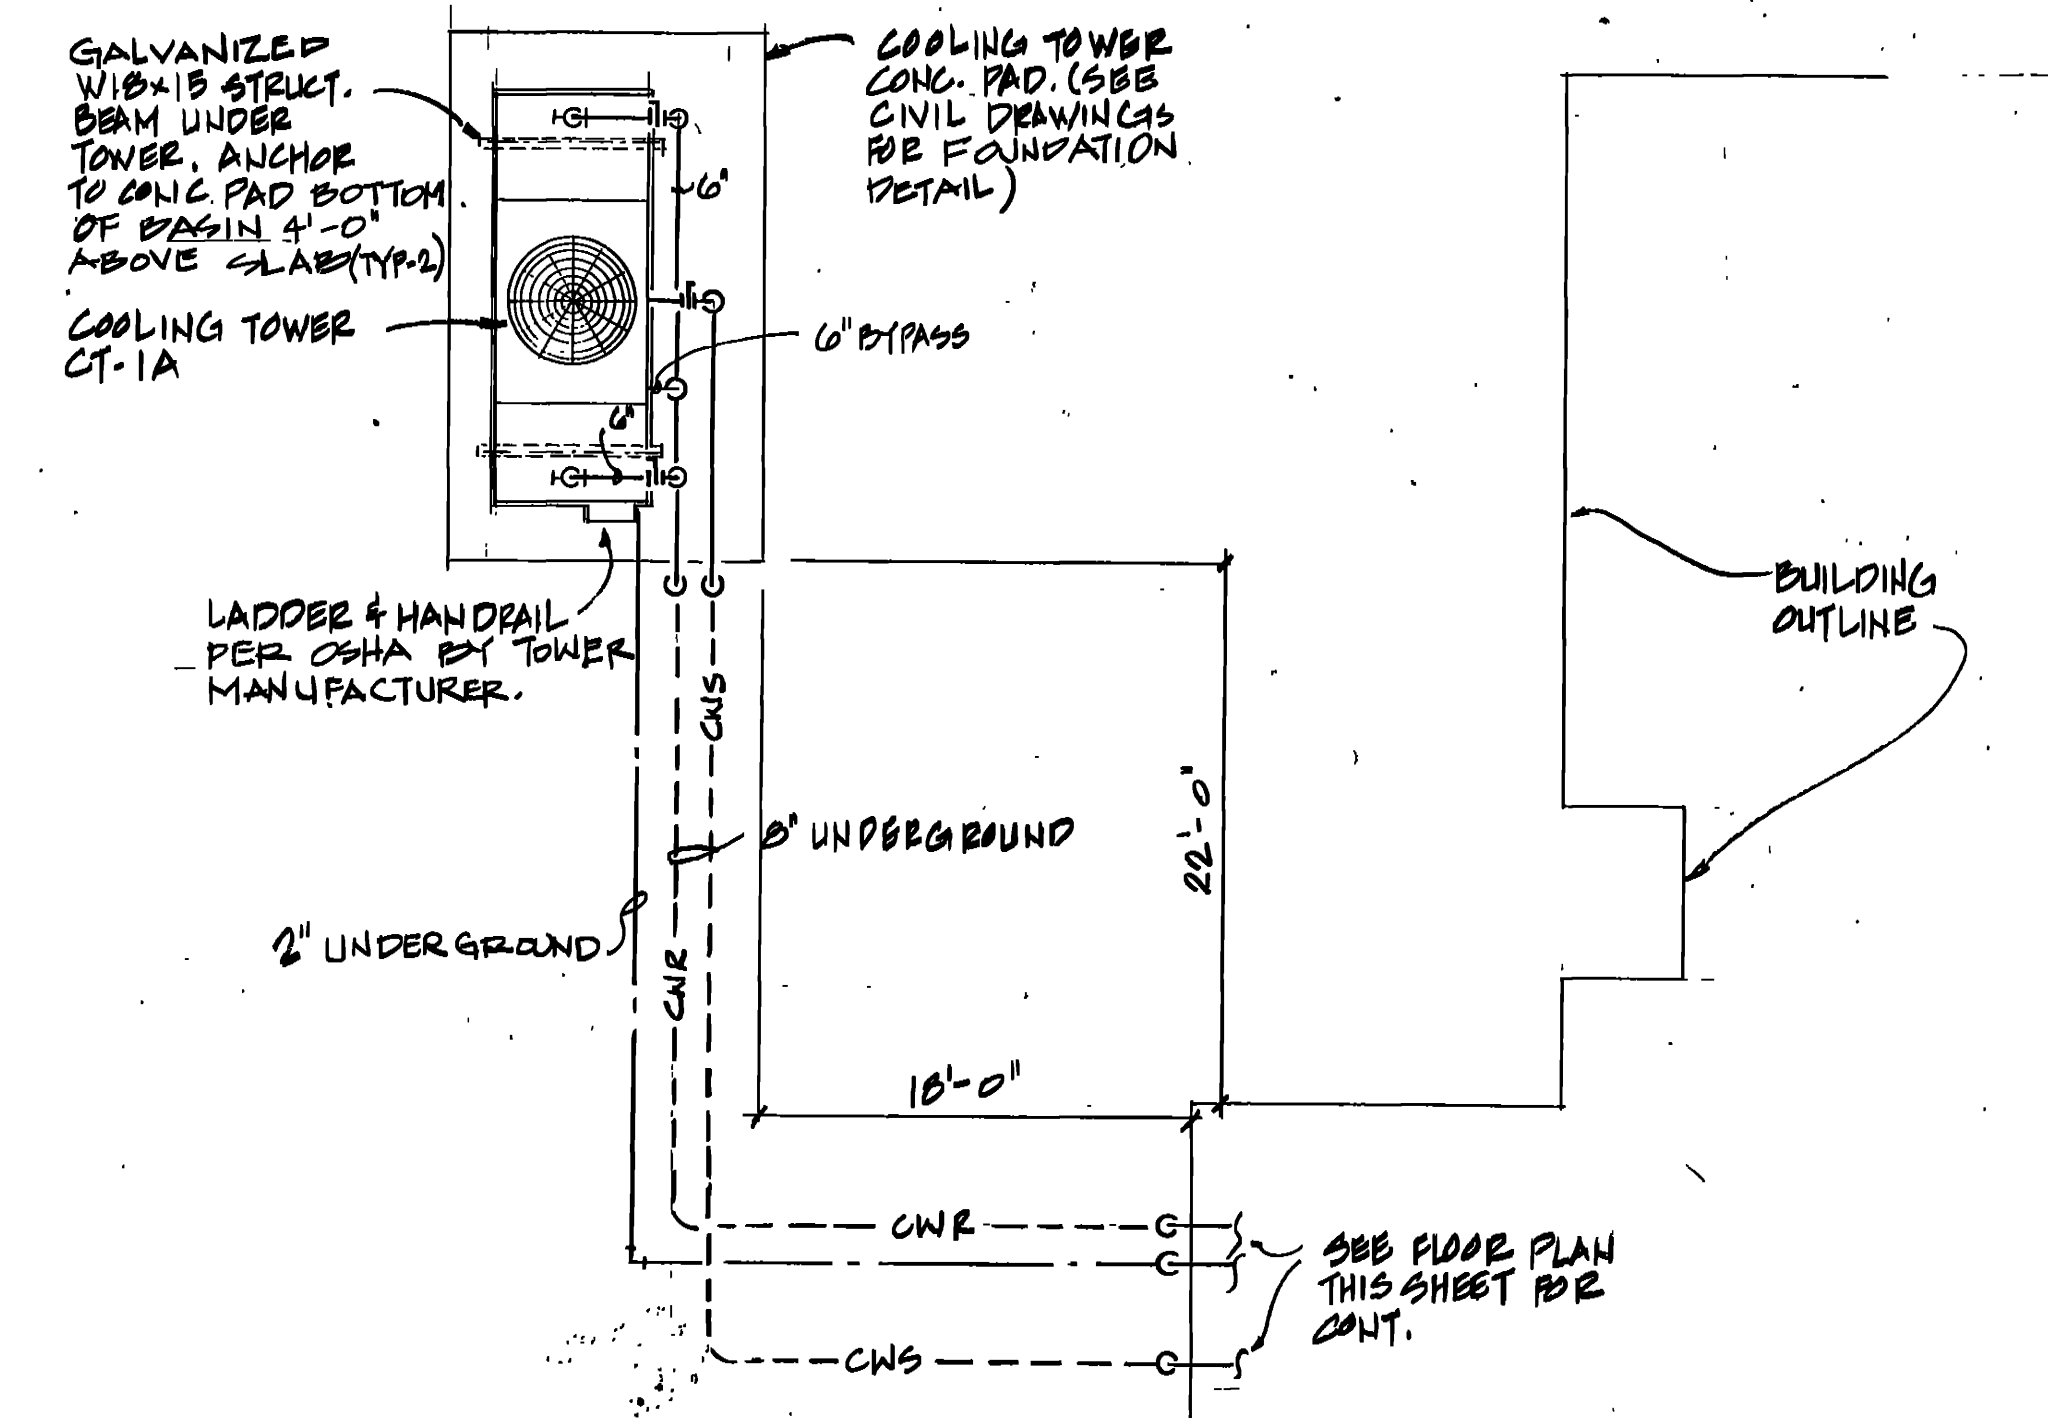 GALVANIZED
W18x15 STRUCT.
BEAM UNDER
TOWER. ANCHOR
TO CONC. PAD BOTTOM
OF BASIN 4'-0"
ABOVE SLAB (TYP-2)
COOLING TOWER
CT-1A
COOLING TOWER
CONC. PAD. (SEE
CIVIL DRAWINGS
FOR FOUNDATION
DETAIL)
6"
6" BYPASS
6"
LADDER & HANDRAIL
PER OSHA BY TOWER
MANUFACTURER.
BUILDING
OUTLINE
CWS
8" UNDERGROUND
22'-0"
2" UNDERGROUND
CWR
18'-0"
CWR
SEE FLOOR PLAN
THIS SHEET FOR
CONT.
CWS